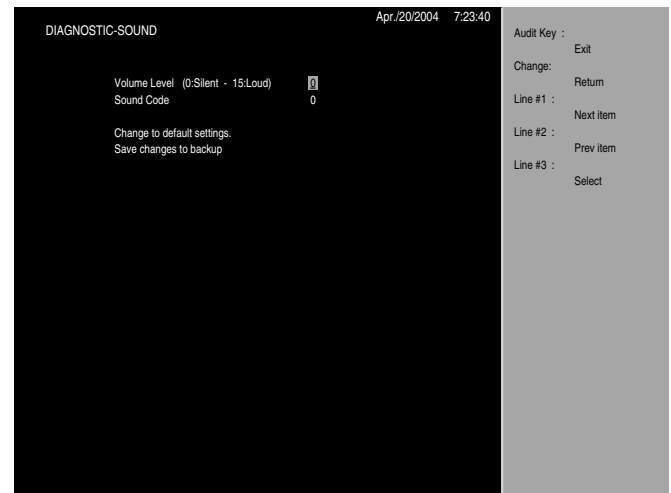 Apr./20/2004 7:23:40
DIAGNOSTIC-SOUND
Volume Level (0:Silent - 15:Loud) 0
Sound Code 0
Change to default settings.
Save changes to backup
Audit Key :
Exit
Change:
Return
Line #1 :
Next item
Line #2 :
Prev item
Line #3 :
Select